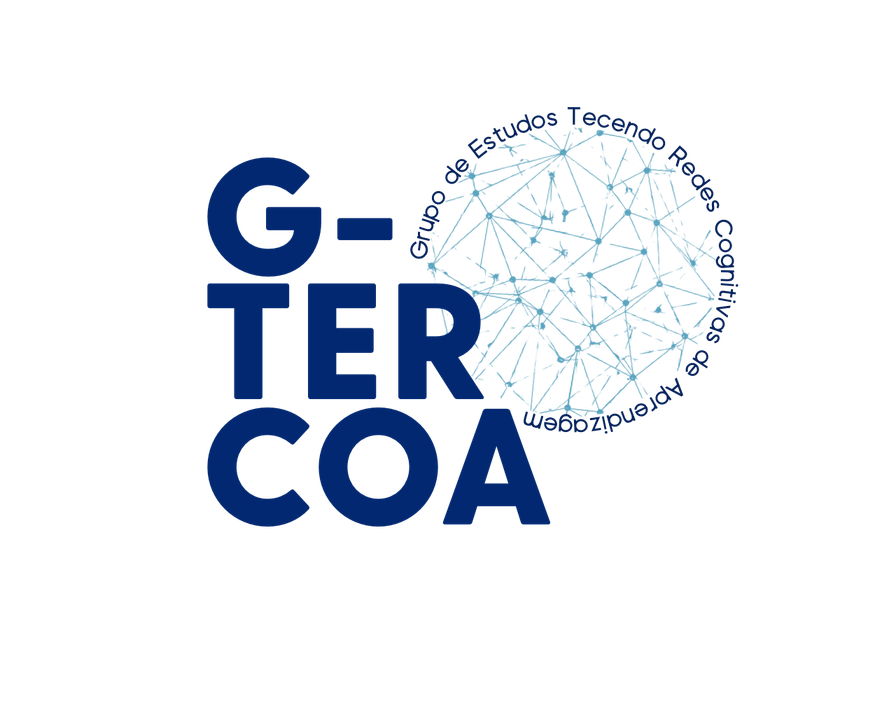 G-
TER
COA
Grupo de Estudos Tecendo Redes Cognitivas de Aprendizagem